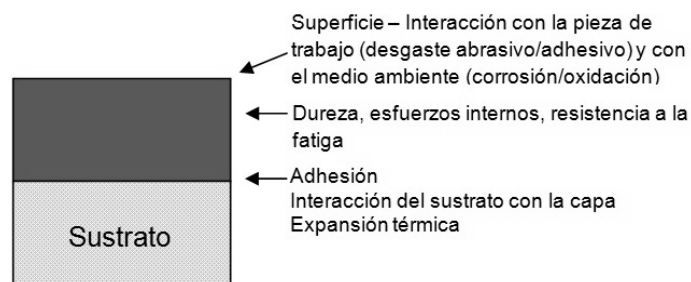 Superficie – Interacción con la pieza de
trabajo (desgaste abrasivo/adhesivo) y con
el medio ambiente (corrosión/oxidación)
Dureza, esfuerzos internos, resistencia a la
fatiga
Adhesión
Interacción del sustrato con la capa
Expansión térmica
Sustrato